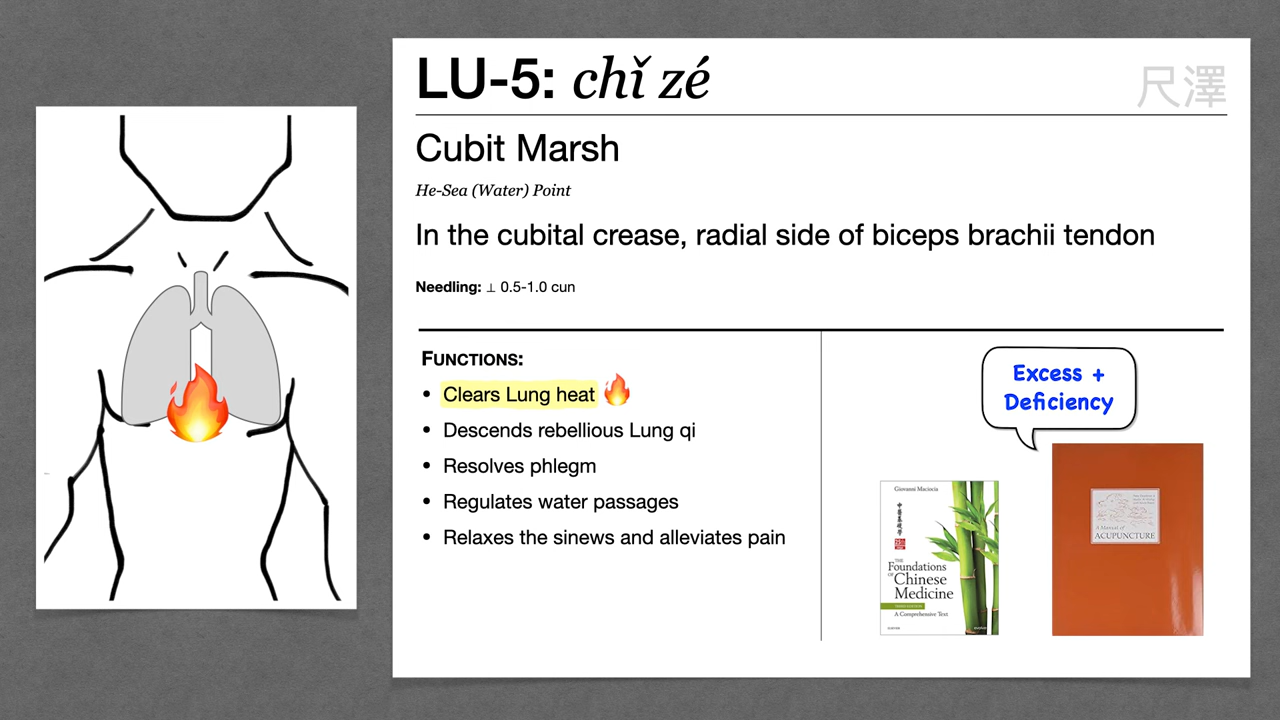 LU-5: chǐ zé
尺澤
Cubit Marsh
He-Sea (Water) Point
In the cubital crease, radial side of biceps brachii tendon
Needling: ⊥ 0.5-1.0 cun
FUNCTIONS:
• Clears Lung heat
• Descends rebellious Lung qi
• Resolves phlegm
• Regulates water passages
• Relaxes the sinews and alleviates pain
Excess +
Deficiency
Giovanni Maciocia
THE
Foundations
OF Chinese
Medicine
A Comprehensive Text
A Manual of
ACUPUNCTURE